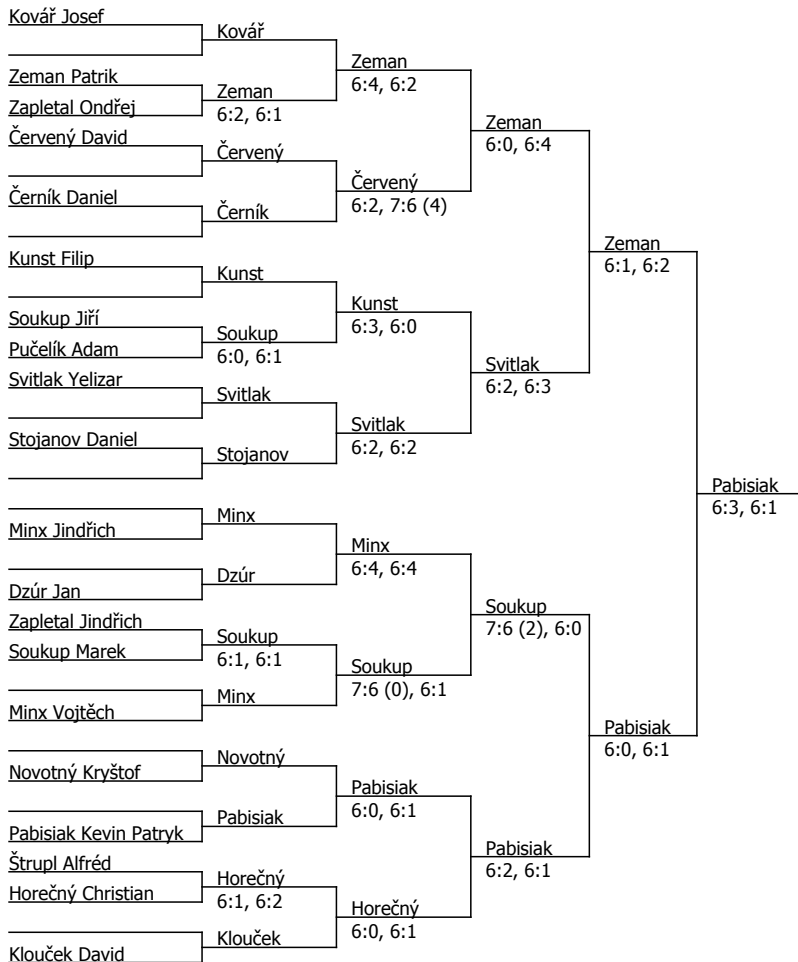 Kovář Josef
Zeman Patrik
Zapletal Ondřej
Červený David
Černík Daniel
Kunst Filip
Soukup Jiří
Pučelík Adam
Svitlak Yelizar
Stojanov Daniel
Minx Jindřich
Dzúr Jan
Zapletal Jindřich
Soukup Marek
Minx Vojtěch
Novotný Kryštof
Pabisiak Kevin Patryk
Štrupl Alfréd
Horečný Christian
Klouček David
Kovář
Zeman
6:2, 6:1
Červený
Černík
Kunst
Soukup
6:0, 6:1
Svitlak
Stojanov
Minx
Dzúr
Soukup
6:1, 6:1
Minx
Novotný
Pabisiak
Horečný
6:1, 6:2
Klouček
Zeman
6:4, 6:2
Červený
6:2, 7:6 (4)
Kunst
6:3, 6:0
Svitlak
6:2, 6:2
Minx
6:4, 6:4
Soukup
7:6 (0), 6:1
Pabisiak
6:0, 6:1
Horečný
6:0, 6:1
Zeman
6:0, 6:4
Svitlak
6:2, 6:3
Soukup
7:6 (2), 6:0
Pabisiak
6:2, 6:1
Zeman
6:1, 6:2
Pabisiak
6:0, 6:1
Pabisiak
6:3, 6:1